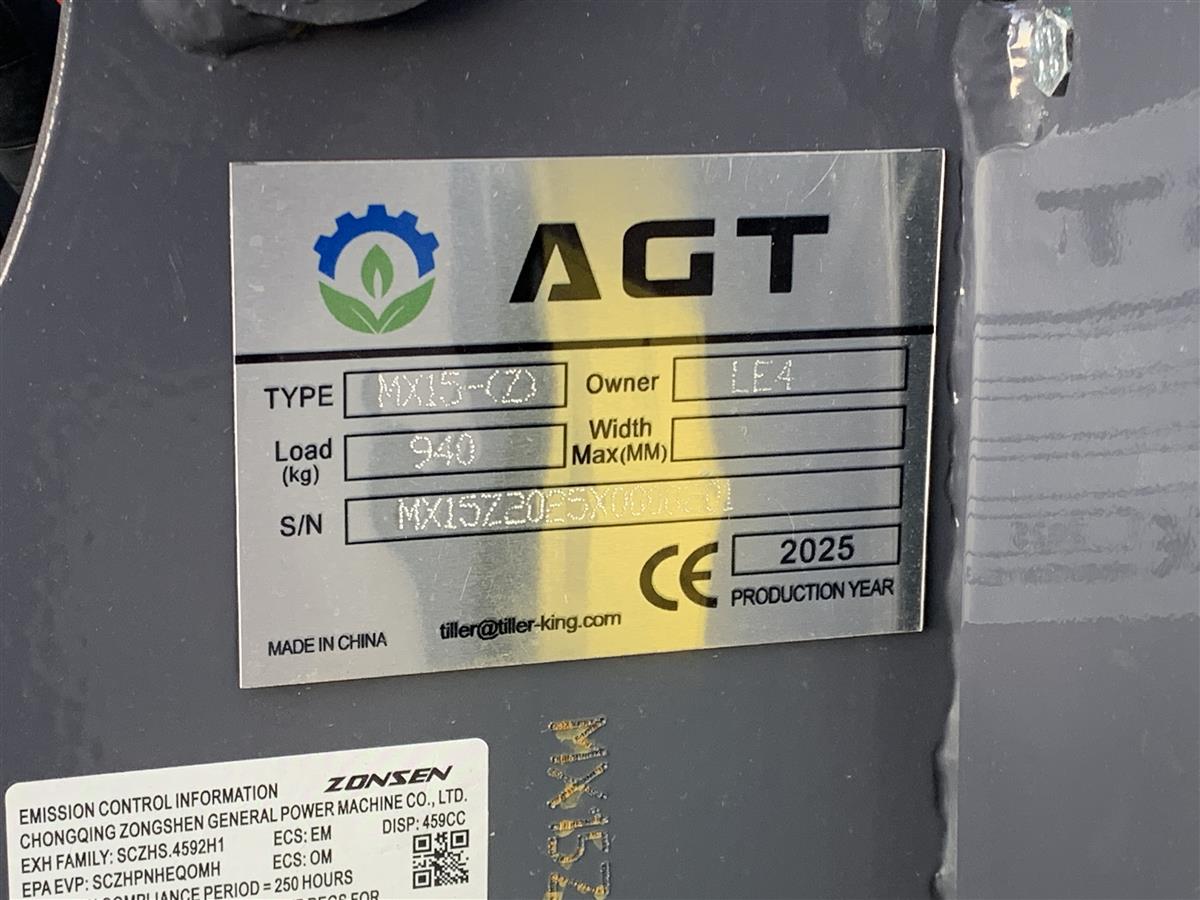 AGT
TYPE MX15-(Z) Owner LE4
Load (kg) 940 Width Max(MM)
S/N
CE 2025
PRODUCTION YEAR
MADE IN CHINA tiller@tiller-king.com
MX15Z
ZONSEN
EMISSION CONTROL INFORMATION
CHONGQING ZONGSHEN GENERAL POWER MACHINE CO., LTD.
EXH FAMILY: SCZHS.4592H1 ECS: EM DISP: 459CC
EPA EVP: SCZHPNHEQOMH ECS: OM
COMPLIANCE PERIOD = 250 HOURS
FOR